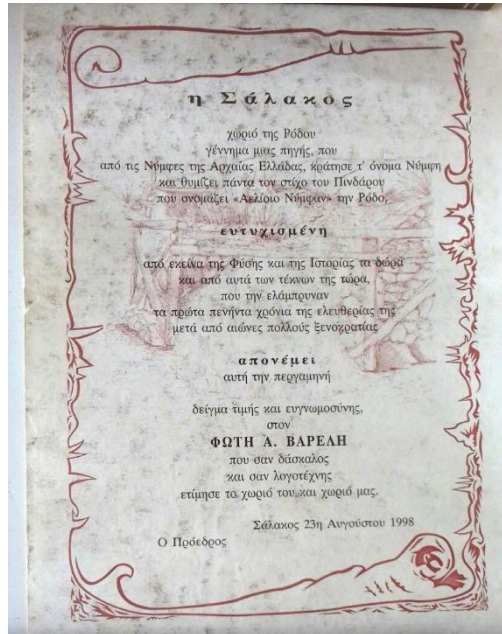 η Σάλακος
χωριό της Ρόδου
γέννημα μιας πηγής, που
από τις Νύμφες της Αρχαίας Ελλάδας, κράτησε τ' όνομα Νύμφη
και θυμίζει πάντα τον στίχο του Πινδάρου
που ονομάζει «Αελίοιο Νύμφαν» την Ρόδο,
ευτυχισμένη
από εκείνα της Φύσης και της Ιστορίας τα δώρα
και από αυτά των τέκνων της τώρα,
που την ελάμπρυναν
τα πρώτα πενήντα χρόνια της ελευθερίας της
μετά από αιώνες πολλούς ξενοκρατίας
απονέμει
αυτή την περγαμηνή
δείγμα τιμής και ευγνωμοσύνης,
στον
ΦΩΤΗ Α. ΒΑΡΕΛΗ
που σαν δάσκαλος
και σαν λογοτέχνης
ετίμησε το χωριό του και χωριό μας.
Σάλακος 23η Αυγούστου 1998
Ο Πρόεδρος